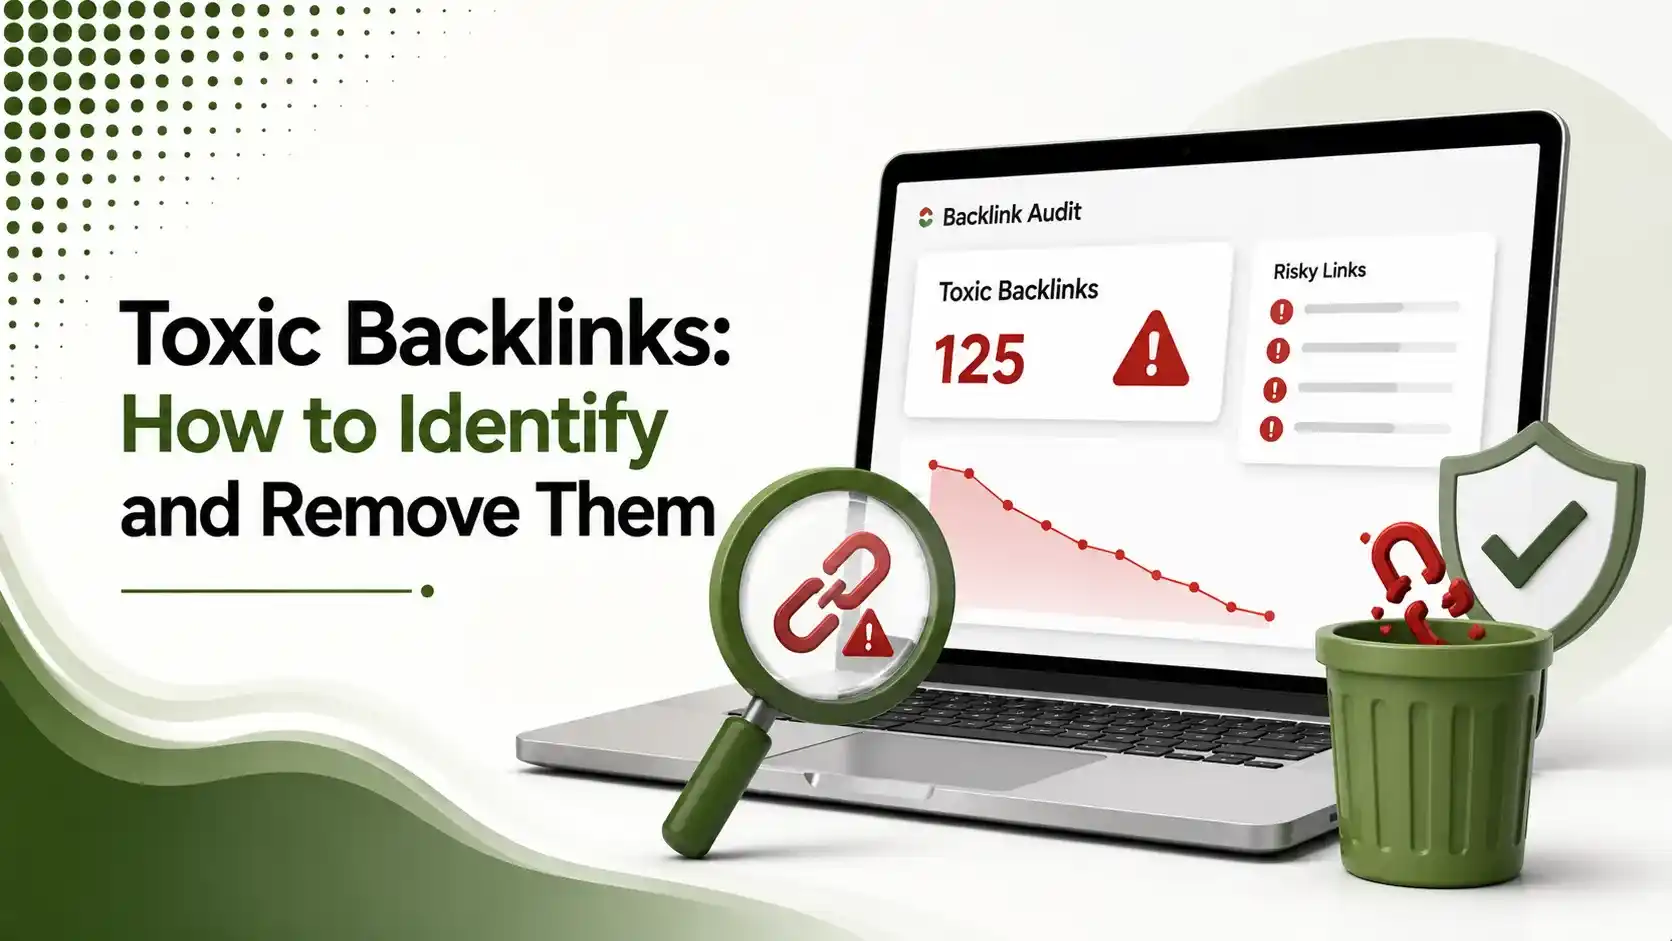 Toxic Backlinks:
How to Identify
and Remove Them
Backlink Audit
Toxic Backlinks
125
Risky Links